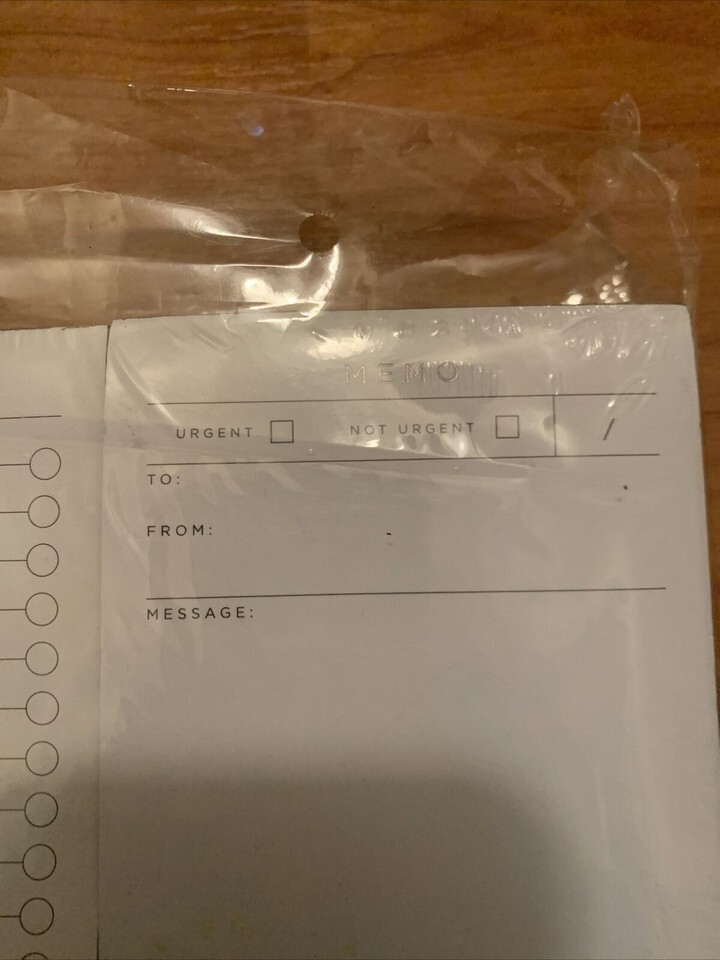 MEMO
URGENT NOT URGENT /
TO:
FROM:
MESSAGE: